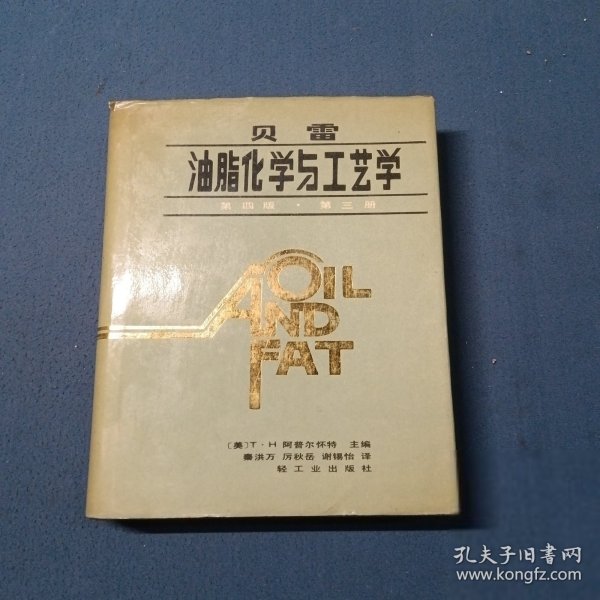 贝雷
油脂化学与工艺学
第四版·第三册
OIL
AND
FAT
〔美〕T·H 阿普尔怀特 主编
秦洪万 厉秋岳 谢锡怡 译
轻工业出版社
孔夫子旧书网
www.kongfz.com